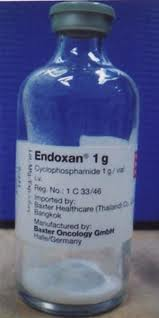 Endoxan® 1 g
Cyclophosphamide 1 g / vial
i.v.
Reg. No.: 1 C 33/46
Imported by:
Baxter Healthcare (Thailand) Co.,
Bangkok
Manufactured by:
Baxter Oncology GmbH
Halle/Germany